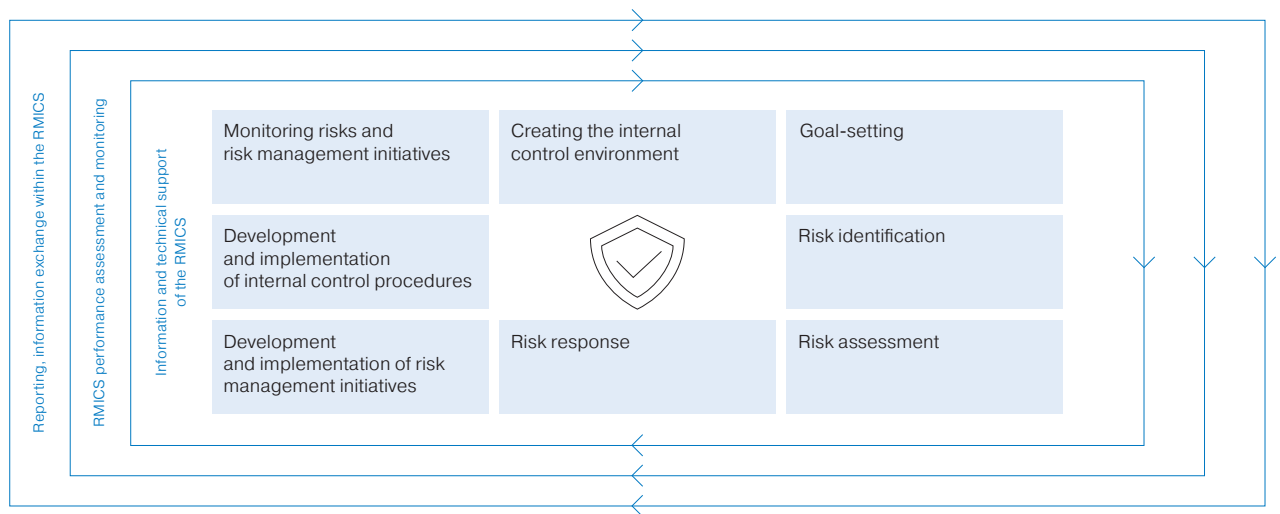 Reporting, information exchange within the RMICS
RMICS performance assessment and monitoring
Information and technical support
of the RMICS
Monitoring risks and
risk management initiatives
Creating the internal
control environment
Goal-setting
Development
and implementation
of internal control procedures
Risk identification
Development
and implementation of risk
management initiatives
Risk response
Risk assessment